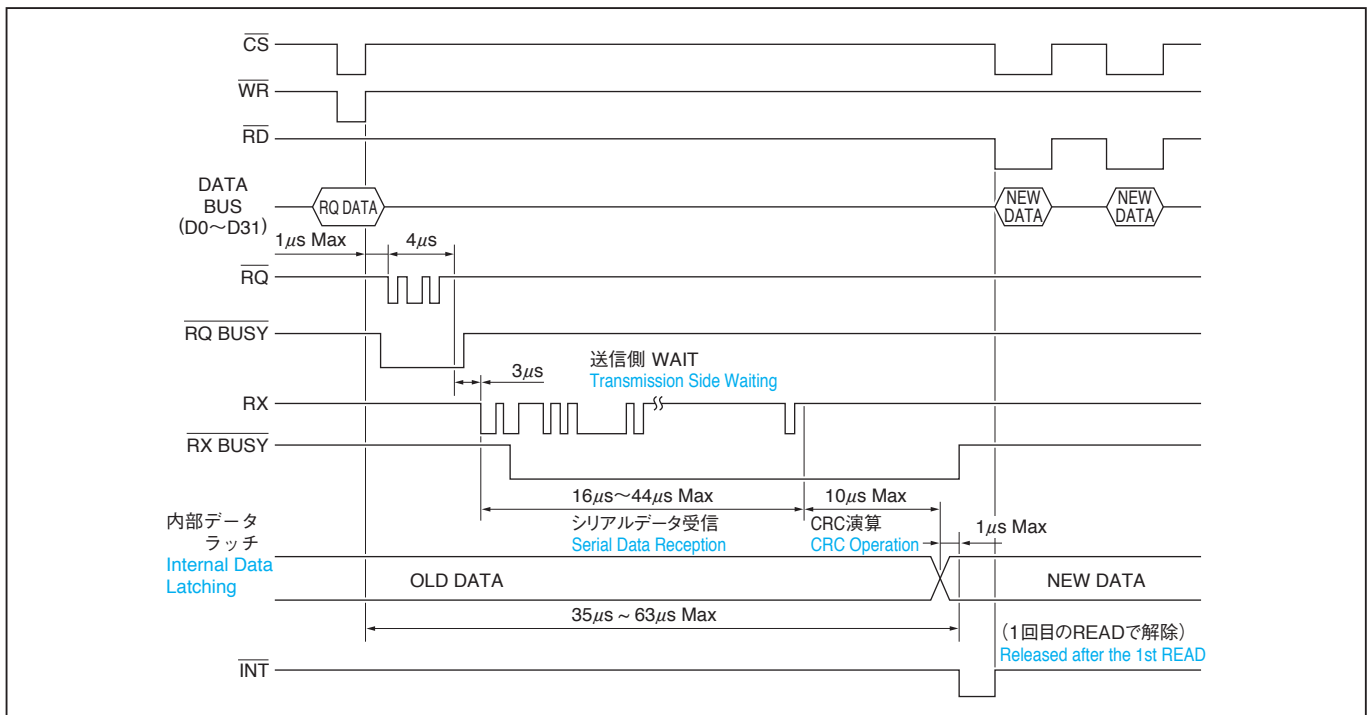 CS
WR
RD
DATA
BUS
(D0～D31)
RQ DATA
NEW
DATA
NEW
DATA
1μs Max
4μs
RQ
RQ BUSY
3μs
送信側 WAIT
Transmission Side Waiting
RX
RX BUSY
16μs～44μs Max
10μs Max
内部データ
ラッチ
Internal Data
Latching
シリアルデータ受信
Serial Data Reception
CRC演算
CRC Operation
1μs Max
OLD DATA
NEW DATA
35μs ~ 63μs Max
(1回目のREADで解除)
Released after the 1st READ
INT